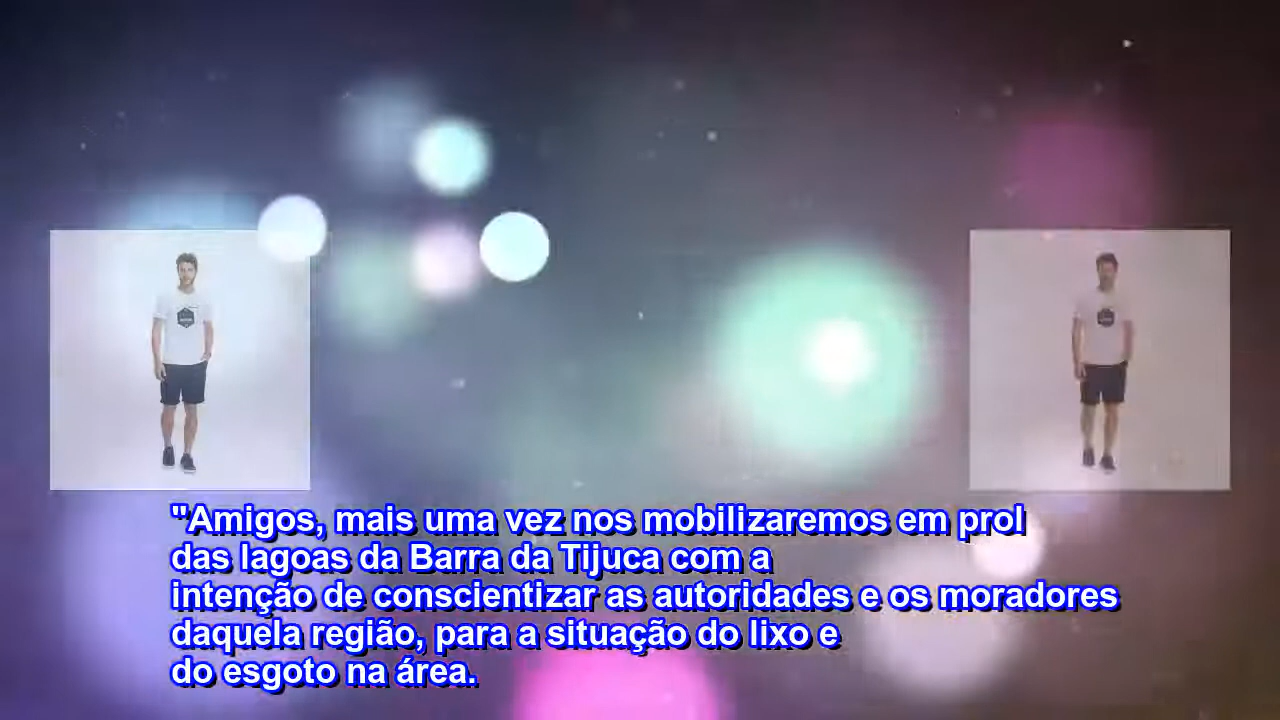 "Amigos, mais uma vez nos mobilizaremos em prol
das lagoas da Barra da Tijuca com a
intenção de conscientizar as autoridades e os moradores
daquela região, para a situação do lixo e
do esgoto na área.